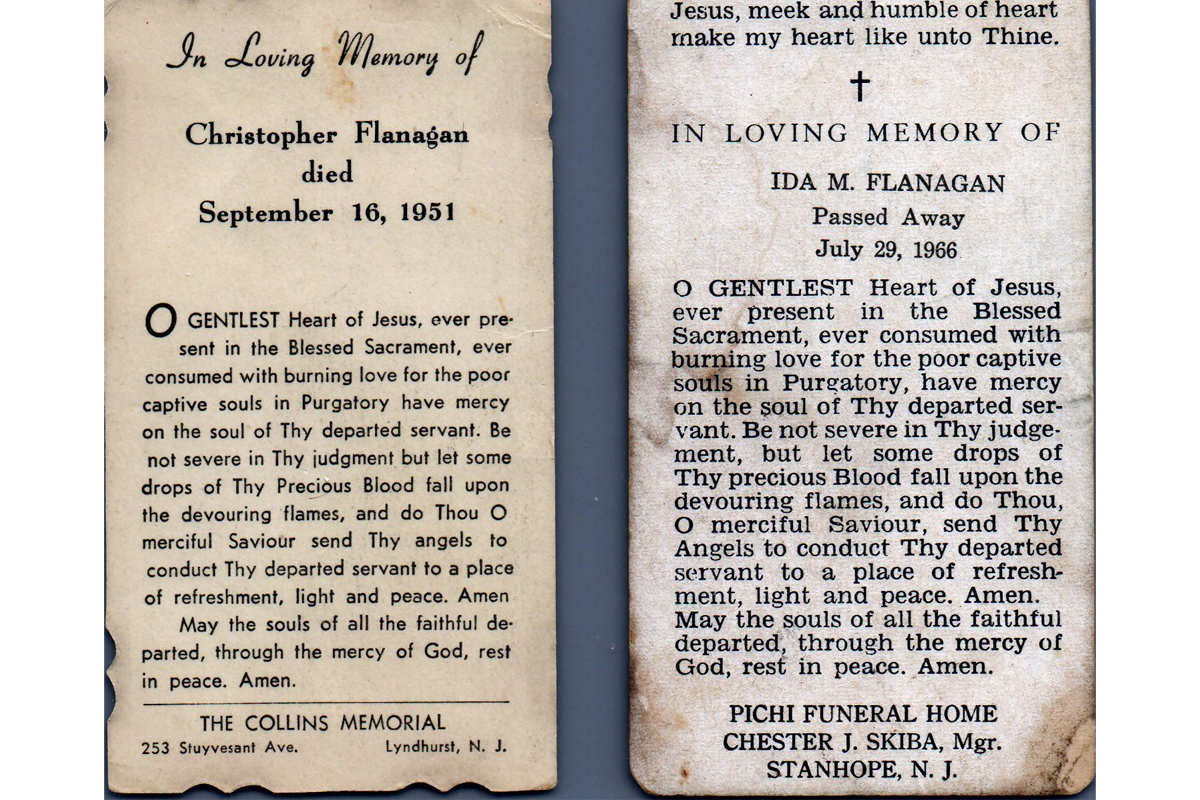 In Loving Memory of
Christopher Flanagan
died
September 16, 1951
O GENTLEST Heart of Jesus, ever pre-
sent in the Blessed Sacrament, ever
consumed with burning love for the poor
captive souls in Purgatory have mercy
on the soul of Thy departed servant. Be
not severe in Thy judgment but let some
drops of Thy Precious Blood fall upon
the devouring flames, and do Thou O
merciful Saviour send Thy angels to
conduct Thy departed servant to a place
of refreshment, light and peace. Amen
May the souls of all the faithful de-
parted, through the mercy of God, rest
in peace. Amen.
THE COLLINS MEMORIAL
253 Stuyvesant Ave. Lyndhurst, N. J.
Jesus, meek and humble of heart
make my heart like unto Thine.
IN LOVING MEMORY OF
IDA M. FLANAGAN
Passed Away
July 29, 1966
O GENTLEST Heart of Jesus,
ever present in the Blessed
Sacrament, ever consumed with
burning love for the poor captive
souls in Purgatory, have mercy
on the soul of Thy departed ser-
vant. Be not severe in Thy judge-
ment, but let some drops of
Thy precious Blood fall upon the
devouring flames, and do Thou,
O merciful Saviour, send Thy
Angels to conduct Thy departed
servant to a place of refresh-
ment, light and peace. Amen.
May the souls of all the faithful
departed, through the mercy of
God, rest in peace. Amen.
PICHI FUNERAL HOME
CHESTER J. SKIBA, Mgr.
STANHOPE, N. J.